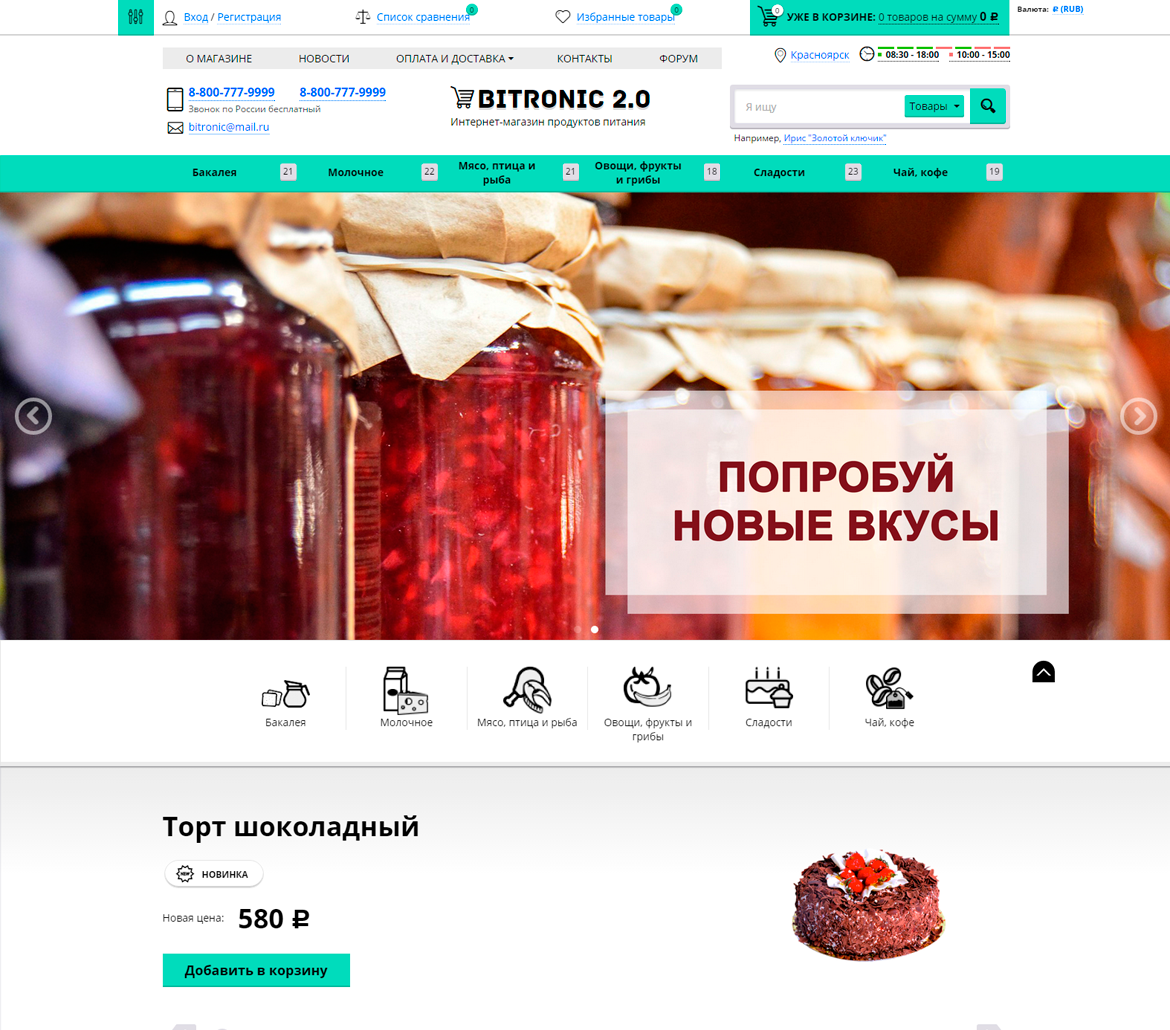 Вход / Регистрация
Список сравнения 0
Избранные товары 0
0 УЖЕ В КОРЗИНЕ: 0 товаров на сумму 0 ₽
Валюта: ₽ (RUB)
О МАГАЗИНЕ НОВОСТИ ОПЛАТА И ДОСТАВКА КОНТАКТЫ ФОРУМ
Красноярск 08:30 - 18:00 10:00 - 15:00
8-800-777-9999 8-800-777-9999
Звонок по России бесплатный
bitronic@mail.ru
BITRONIC 2.0
Интернет-магазин продуктов питания
Я ищу Товары
Например, Ирис "Золотой ключик"
Бакалея 21
Молочное 22
Мясо, птица и
рыба 21
Овощи, фрукты
и грибы 18
Сладости 23
Чай, кофе 19
ПОПРОБУЙ
НОВЫЕ ВКУСЫ
Бакалея
Молочное
Мясо, птица и рыба
Овощи, фрукты и
грибы
Сладости
Чай, кофе
Торт шоколадный
NEW НОВИНКА
Новая цена: 580 ₽
Добавить в корзину